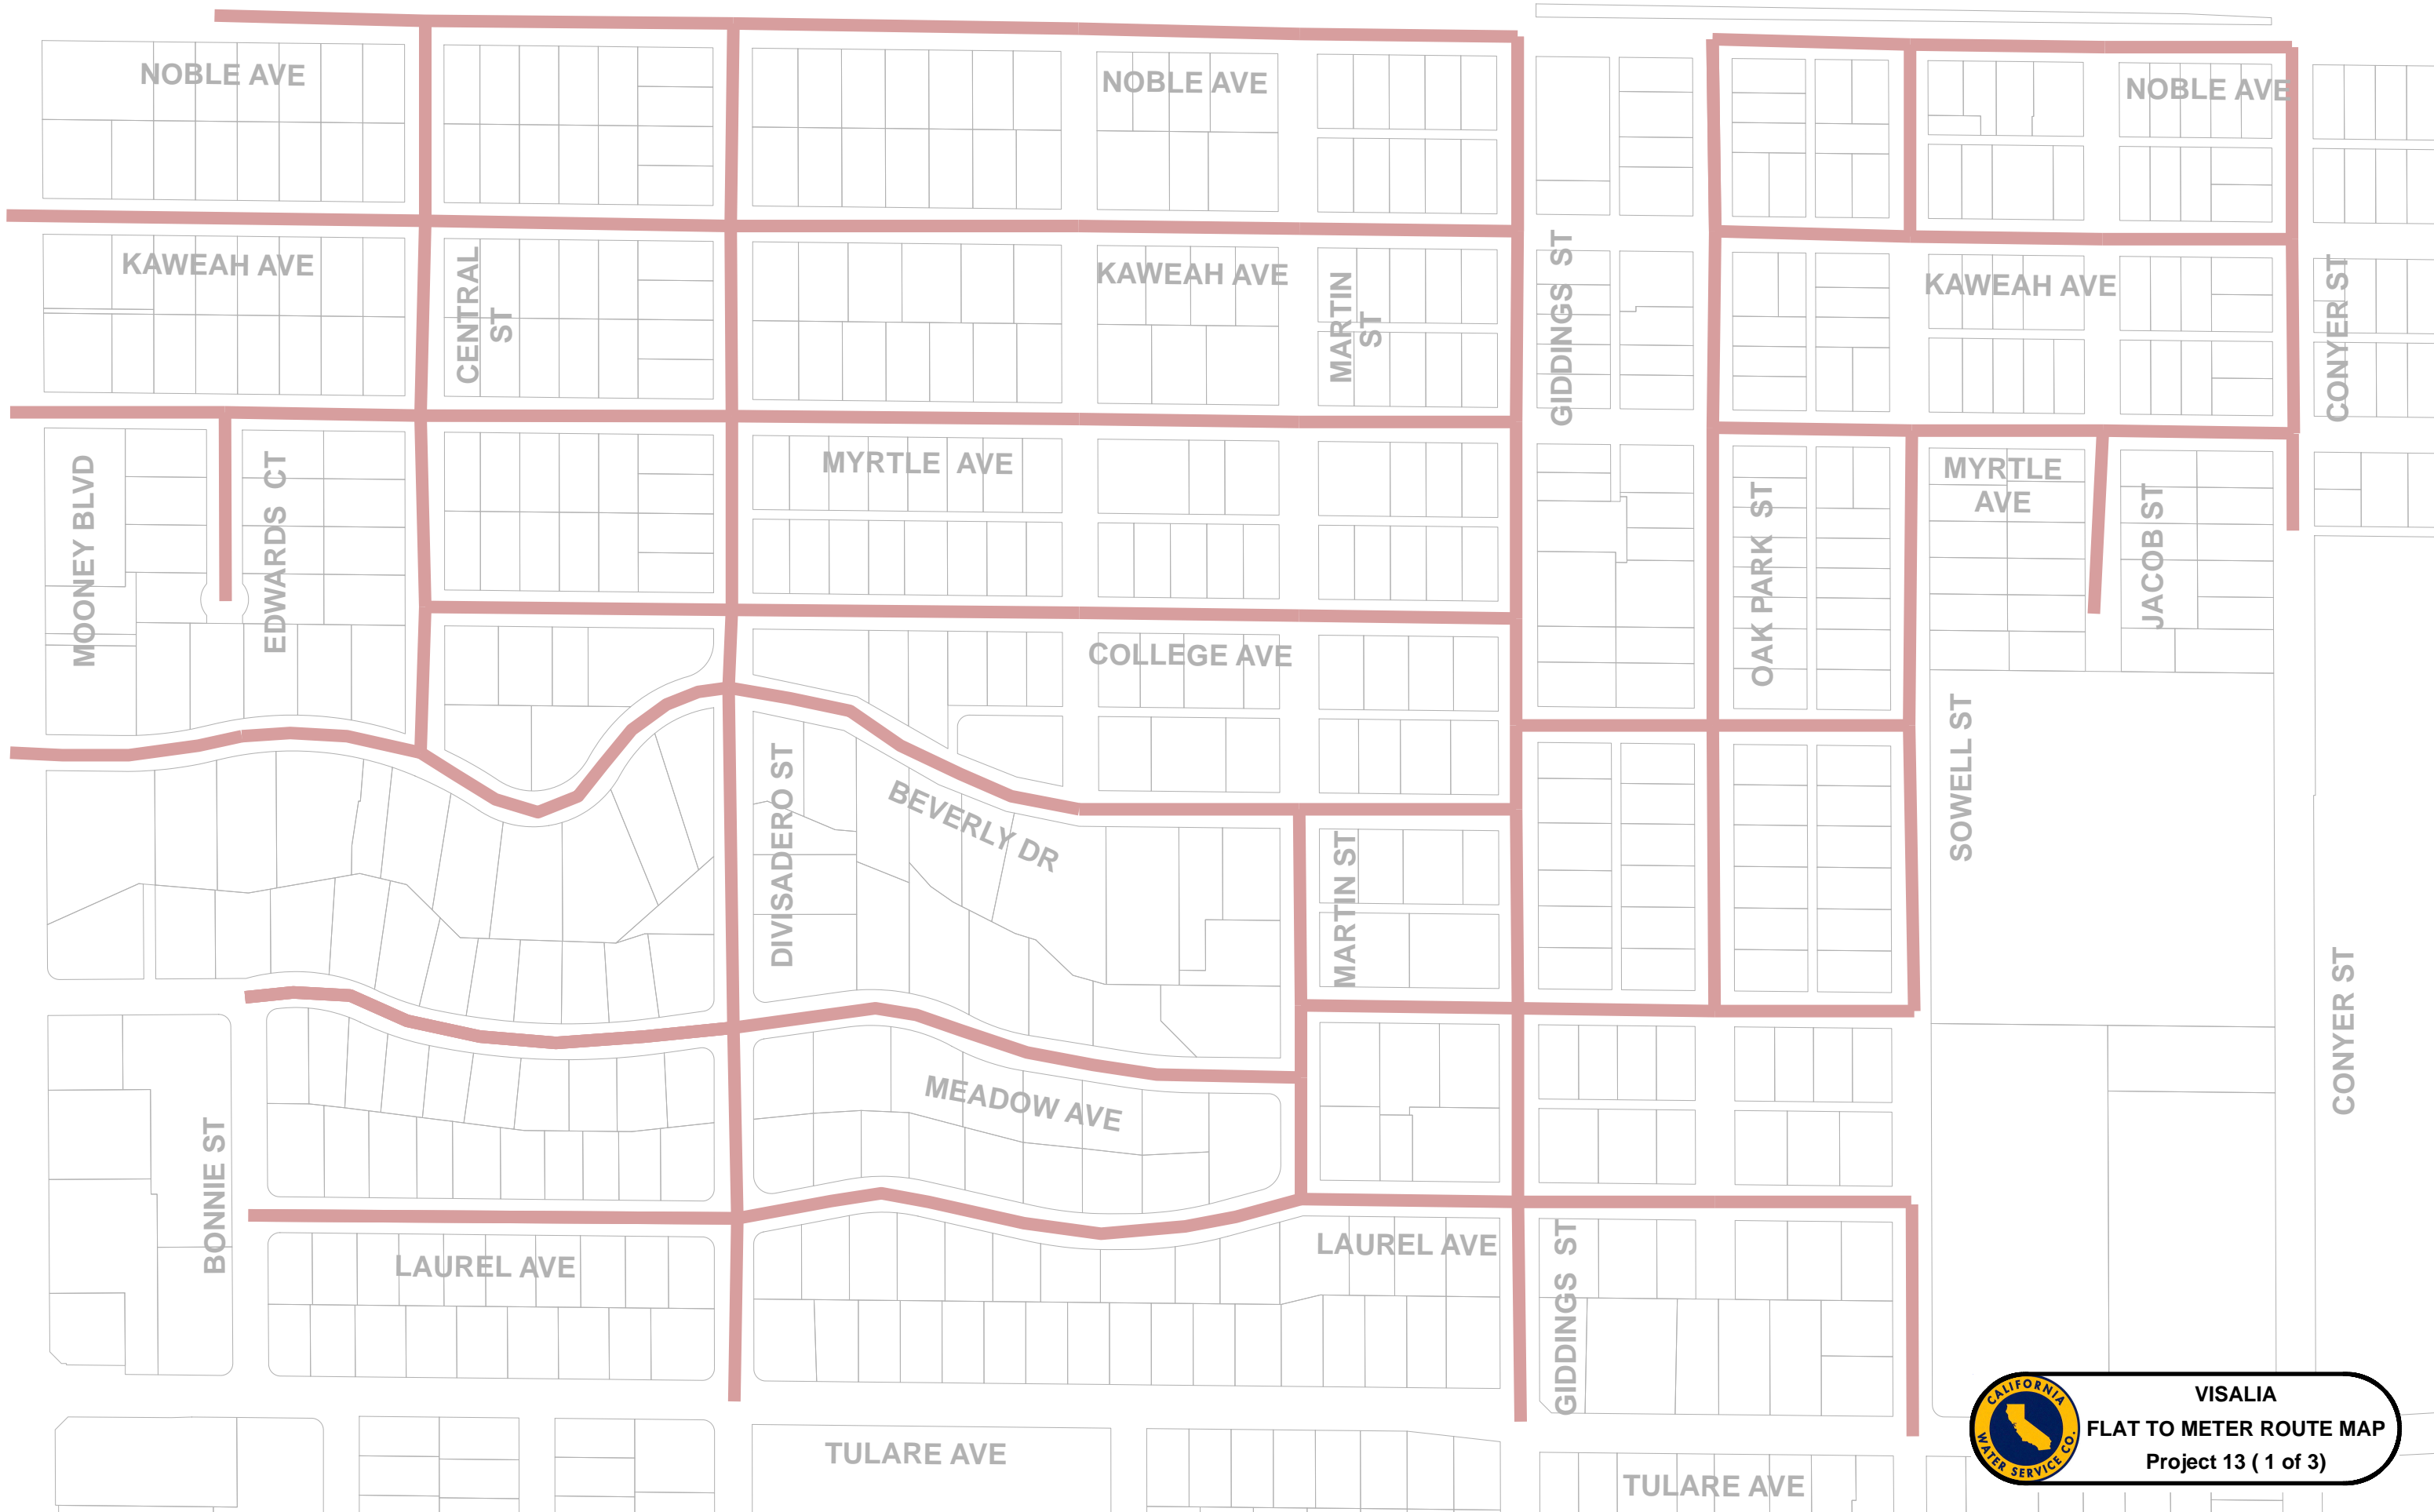 NOBLE AVE
NOBLE AVE
NOBLE AVE
KAWEAH AVE
CENTRAL
ST
KAWEAH AVE
MARTIN
ST
GIDDINGS ST
KAWEAH AVE
CONYER ST
MOONEY BLVD
EDWARDS CT
MYRTLE AVE
OAK PARK ST
MYRTLE
AVE
JACOB ST
COLLEGE AVE
SOWELL ST
DIVISADERO ST
BEVERLY DR
MARTIN ST
CONYER ST
MEADOW AVE
BONNIE ST
LAUREL AVE
LAUREL AVE
GIDDINGS ST
TULARE AVE
TULARE AVE
CALIFORNIA
WATER SERVICE CO.
VISALIA
FLAT TO METER ROUTE MAP
Project 13 ( 1 of 3)